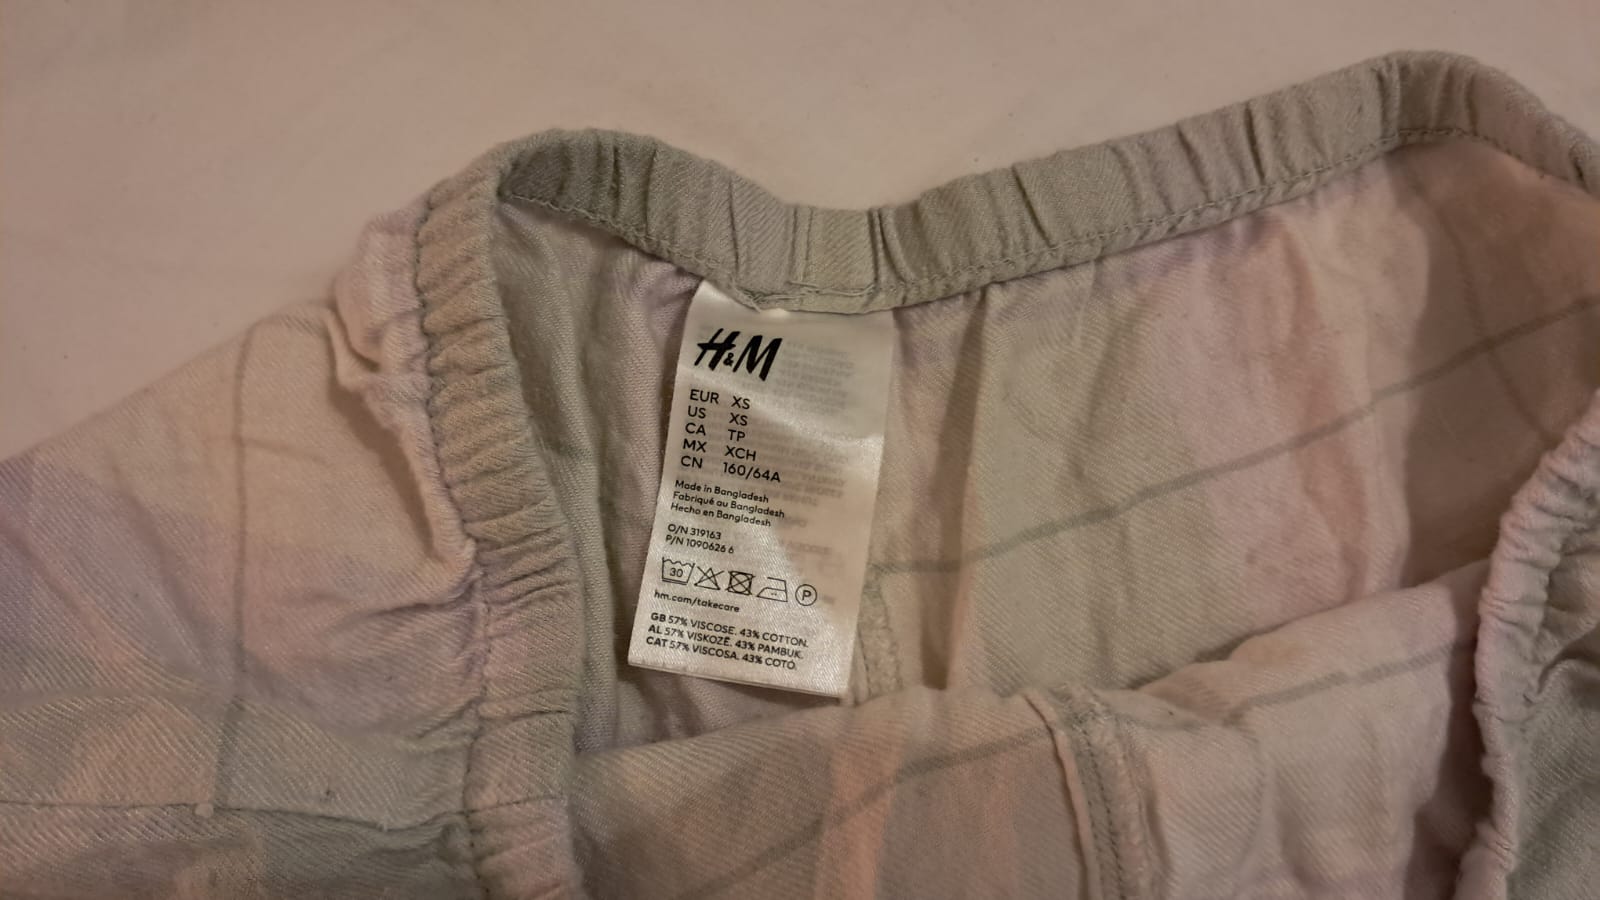 H&M
EUR XS
US XS
CA TP
MX XCH
CN 160/64A
Made in Bangladesh
Fabriqué au Bangladesh
Hecho en Bangladesh
O/N 319163
P/N 1090626 6
30
P
hm.com/takecare
GB 57% VISCOSE. 43% COTTON.
AL 57% VISKOZË. 43% PAMBUK.
CAT 57% VISCOSA. 43% COTÓ.